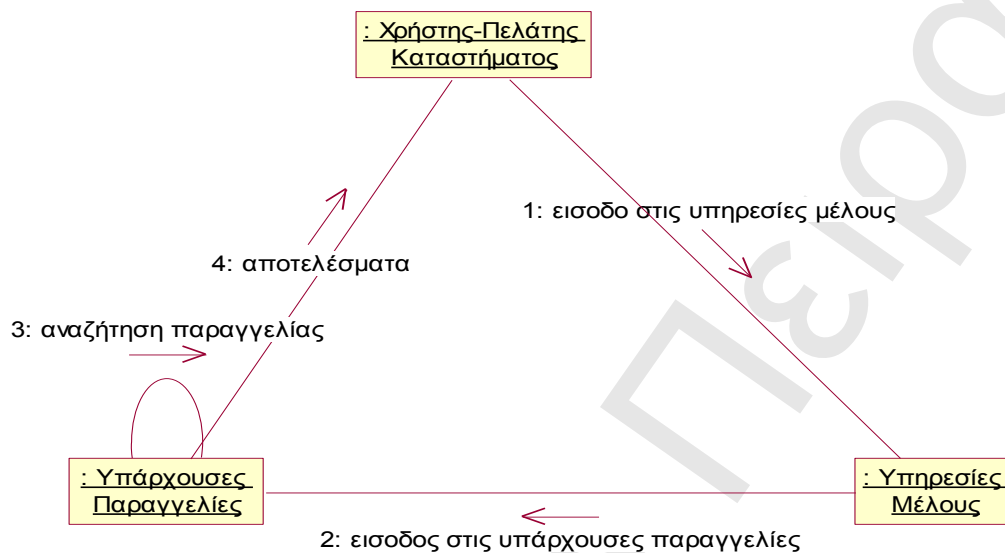 : Χρήστης-Πελάτης
Καταστήματος
1: εισοδο στις υπηρεσίες μέλους
4: αποτελέσματα
3: αναζήτηση παραγγελίας
: Υπάρχουσες
Παραγγελίες
: Υπηρεσίες
Μέλους
2: εισοδος στις υπάρχουσες παραγγελίες